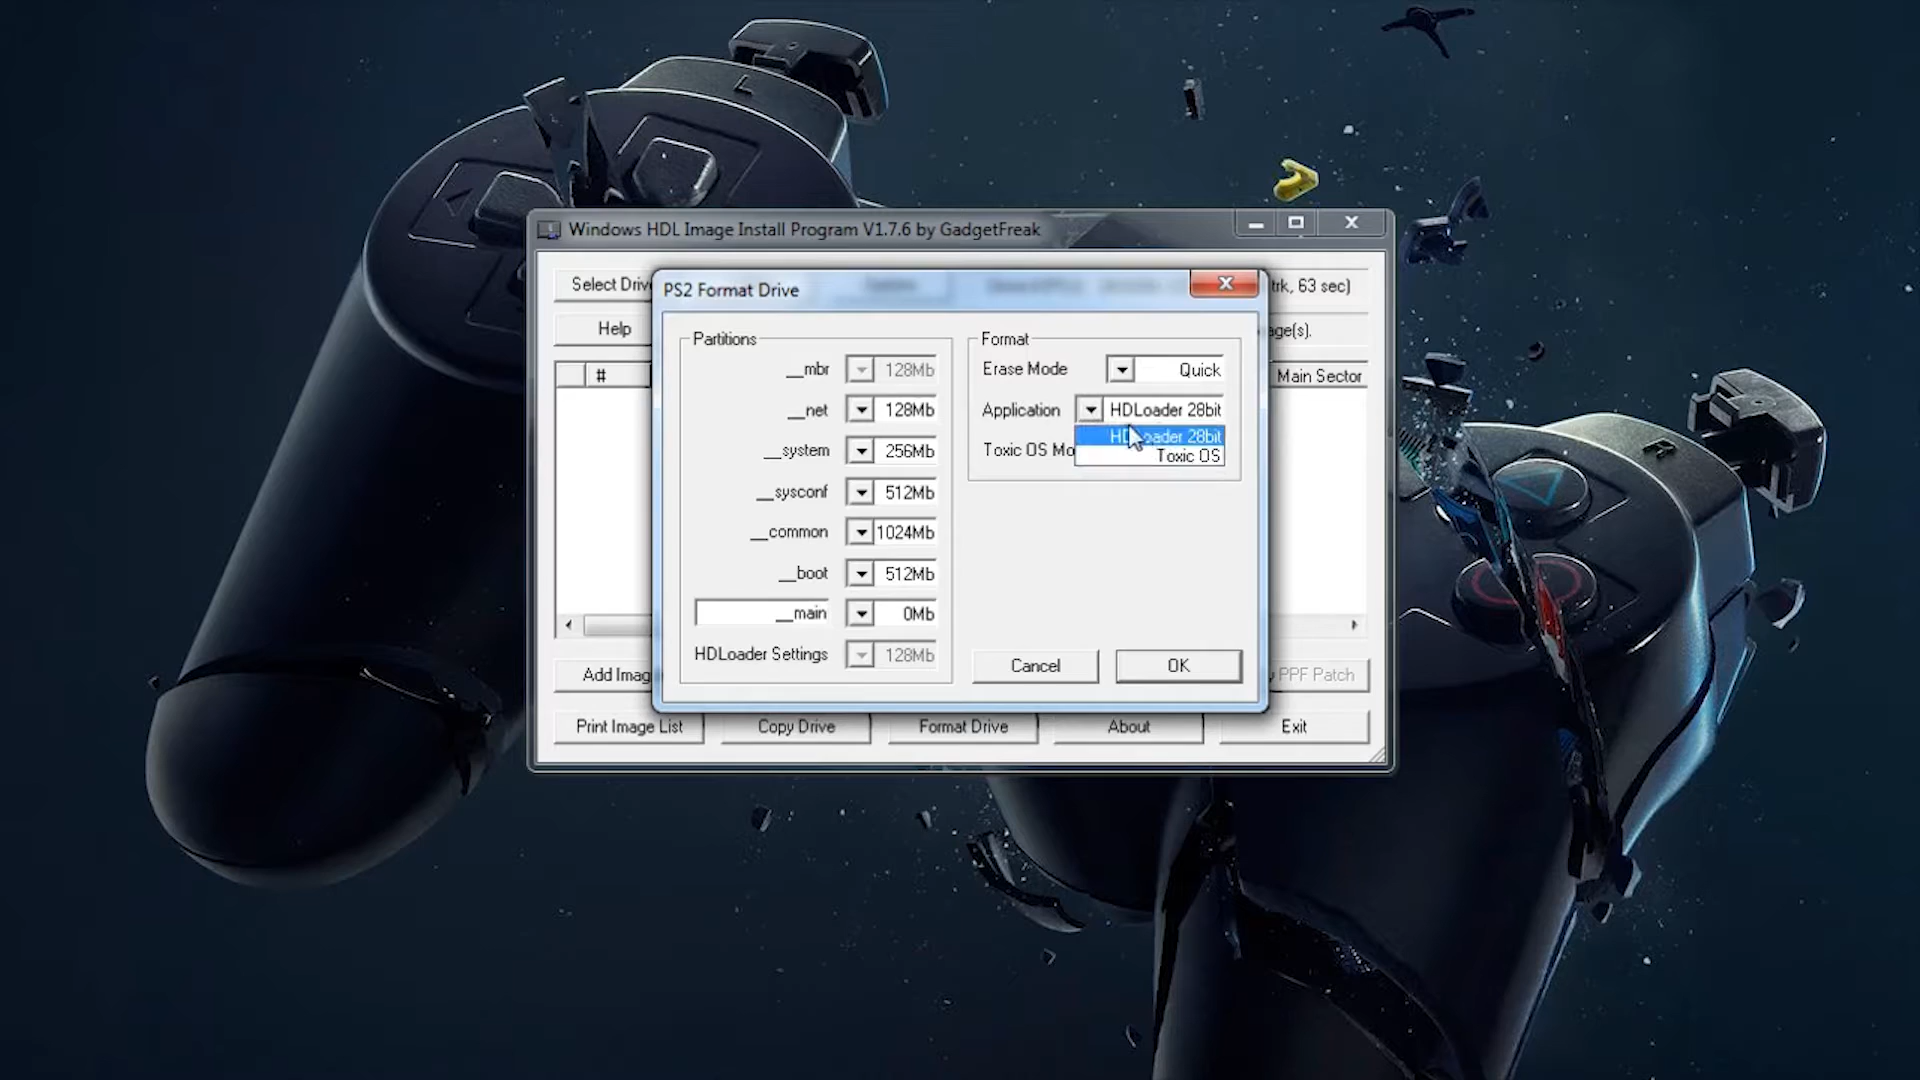 Windows HDL Image Install Program V1.7.6 by GadgetFreak
Select Driv
trk, 63 sec)
PS2 Format Drive
Help
age(s).
#
Main Sector
Partitions
__mbr 128Mb
__net 128Mb
__system 256Mb
__sysconf 512Mb
__common 1024Mb
__boot 512Mb
__main 0Mb
HDLoader Settings 128Mb
Format
Erase Mode Quick
Application HDLoader 28bit
HDLoader 28bit
Toxic OS Mo
Toxic OS
Cancel OK
Add Imag
PPF Patch
Print Image List Copy Drive Format Drive About Exit
L
R